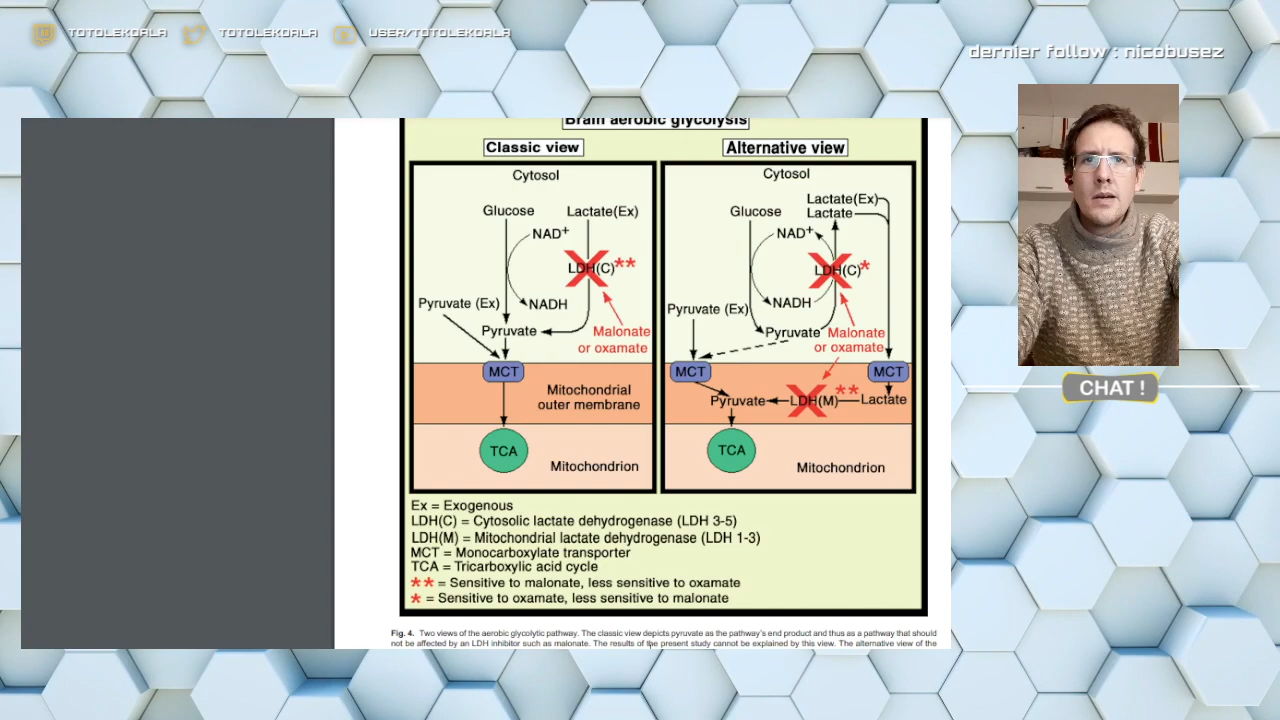 TOTOLEKOALA
TOTOLEKOALA
USER/TOTOLEKOALA
dernier follow : nicobusez
CHAT !
Brain aerobic glycolysis
Classic view
Cytosol
Glucose
Lactate(Ex)
NAD+
LDH(C)**
NADH
Pyruvate (Ex)
Pyruvate
Malonate
or oxamate
MCT
Mitochondrial
outer membrane
TCA
Mitochondrion
Alternative view
Cytosol
Lactate(Ex)
Glucose
Lactate
NAD+
LDH(C)*
NADH
Pyruvate (Ex)
Pyruvate
Malonate
or oxamate
MCT
MCT
**
Pyruvate
LDH(M)
Lactate
TCA
Mitochondrion
Ex = Exogenous
LDH(C) = Cytosolic lactate dehydrogenase (LDH 3-5)
LDH(M) = Mitochondrial lactate dehydrogenase (LDH 1-3)
MCT = Monocarboxylate transporter
TCA = Tricarboxylic acid cycle
** = Sensitive to malonate, less sensitive to oxamate
* = Sensitive to oxamate, less sensitive to malonate
Fig. 4. Two views of the aerobic glycolytic pathway. The classic view depicts pyruvate as the pathway's end product and thus as a pathway that should
not be affected by an LDH inhibitor such as malonate. The results of the present study cannot be explained by this view. The alternative view of the